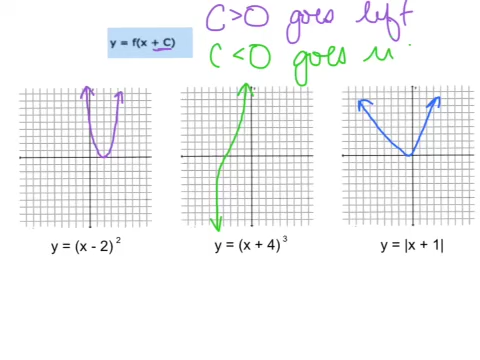 C>0 goes left
y = f(x + C)
C<0 goes
y = (x - 2)²
y = (x + 4)³
y = |x + 1|